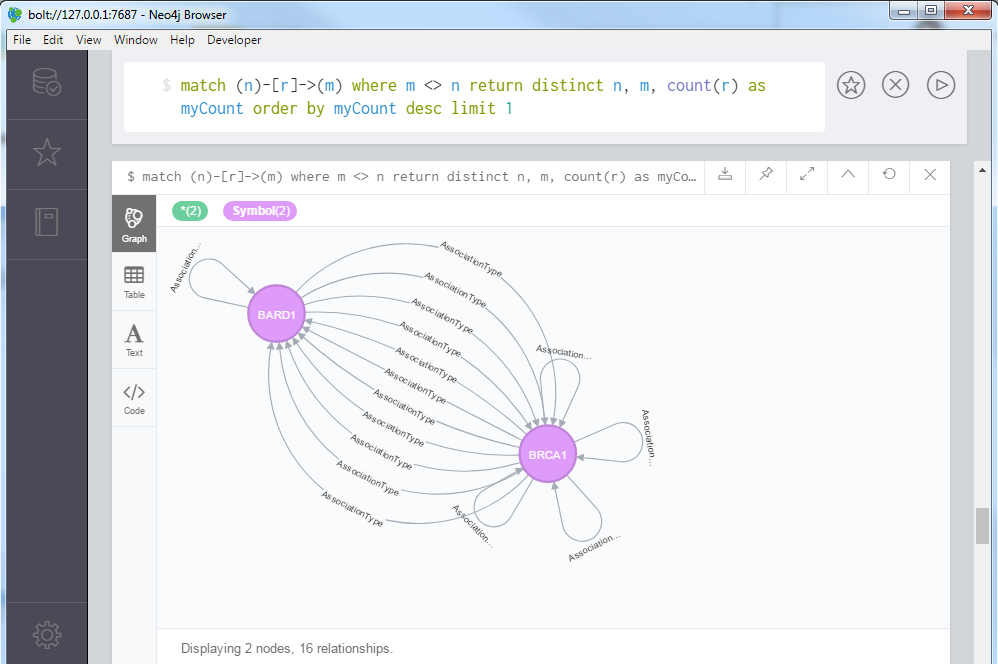 bolt://127.0.0.1:7687 - Neo4j Browser
File Edit View Window Help Developer
$ match (n)-[r]->(m) where m <> n return distinct n, m, count(r) as
myCount order by myCount desc limit 1
$ match (n)-[r]->(m) where m <> n return distinct n, m, count(r) as myCo...
*(2) Symbol(2)
Graph
Table
A
Text
</>
Code
Association...
BARD1
AssociationType
AssociationType
AssociationType
AssociationType
AssociationType
AssociationType
AssociationType
AssociationType
AssociationType
AssociationType
AssociationType
Association...
Association...
BRCA1
Association...
Association...
Displaying 2 nodes, 16 relationships.